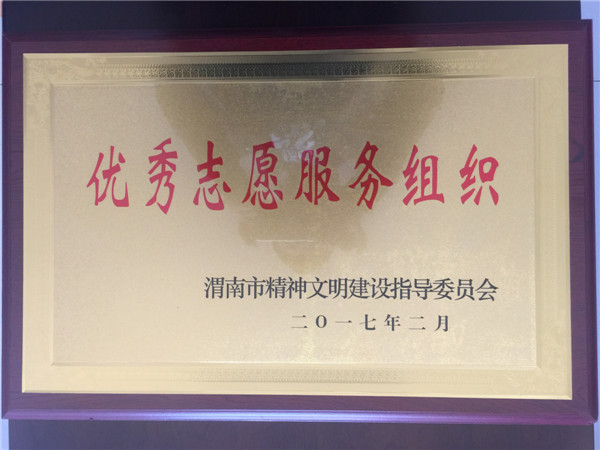 优秀志愿服务组织
渭南市精神文明建设指导委员会
二〇一七年二月